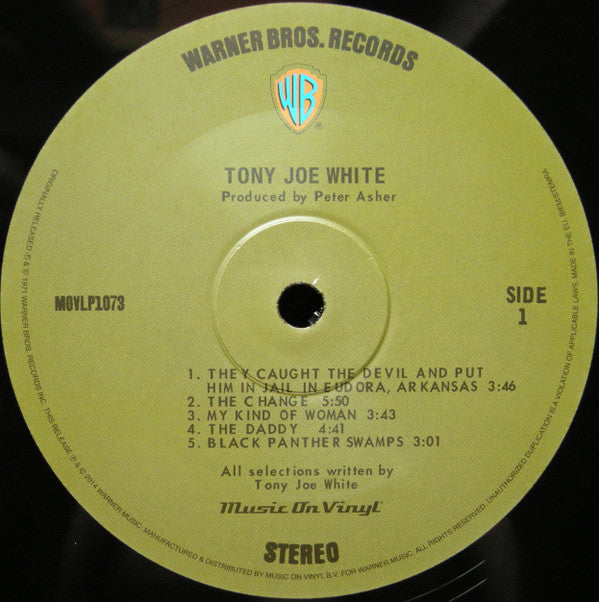 WARNER BROS. RECORDS
WB
®
TONY JOE WHITE
Produced by Peter Asher
MOVLP1073
SIDE
1
1. THEY CAUGHT THE DEVIL AND PUT
HIM IN JAIL IN EUDORA, ARKANSAS 3:46
2. THE CHANGE 5:50
3. MY KIND OF WOMAN 3:43
4. THE DADDY 4:41
5. BLACK PANTHER SWAMPS 3:01
All selections written by
Tony Joe White
Music On Vinyl
STEREO
ORIGINALLY RELEASED ℗ & © 1971 WARNER BROS. RECORDS INC. THIS RELEASE ℗ & © 2014 WARNER MUSIC. MANUFACTURED & DISTRIBUTED BY MUSIC ON VINYL B.V. FOR WARNER MUSIC. ALL RIGHTS RESERVED. UNAUTHORIZED DUPLICATION IS A VIOLATION OF APPLICABLE LAWS. MADE IN THE EU. BIEM/STEMRA